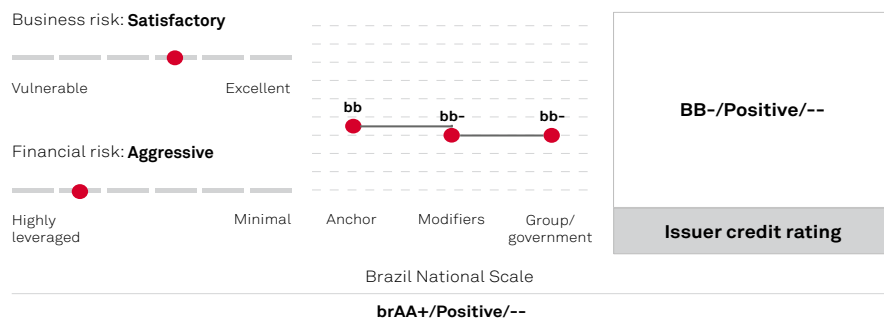 Business risk: Satisfactory
Vulnerable
Excellent
Financial risk: Aggressive
Highly
leveraged
Minimal
bb
bb-
bb-
Anchor
Modifiers
Group/
government
BB-/Positive/--
Issuer credit rating
Brazil National Scale
brAA+/Positive/--